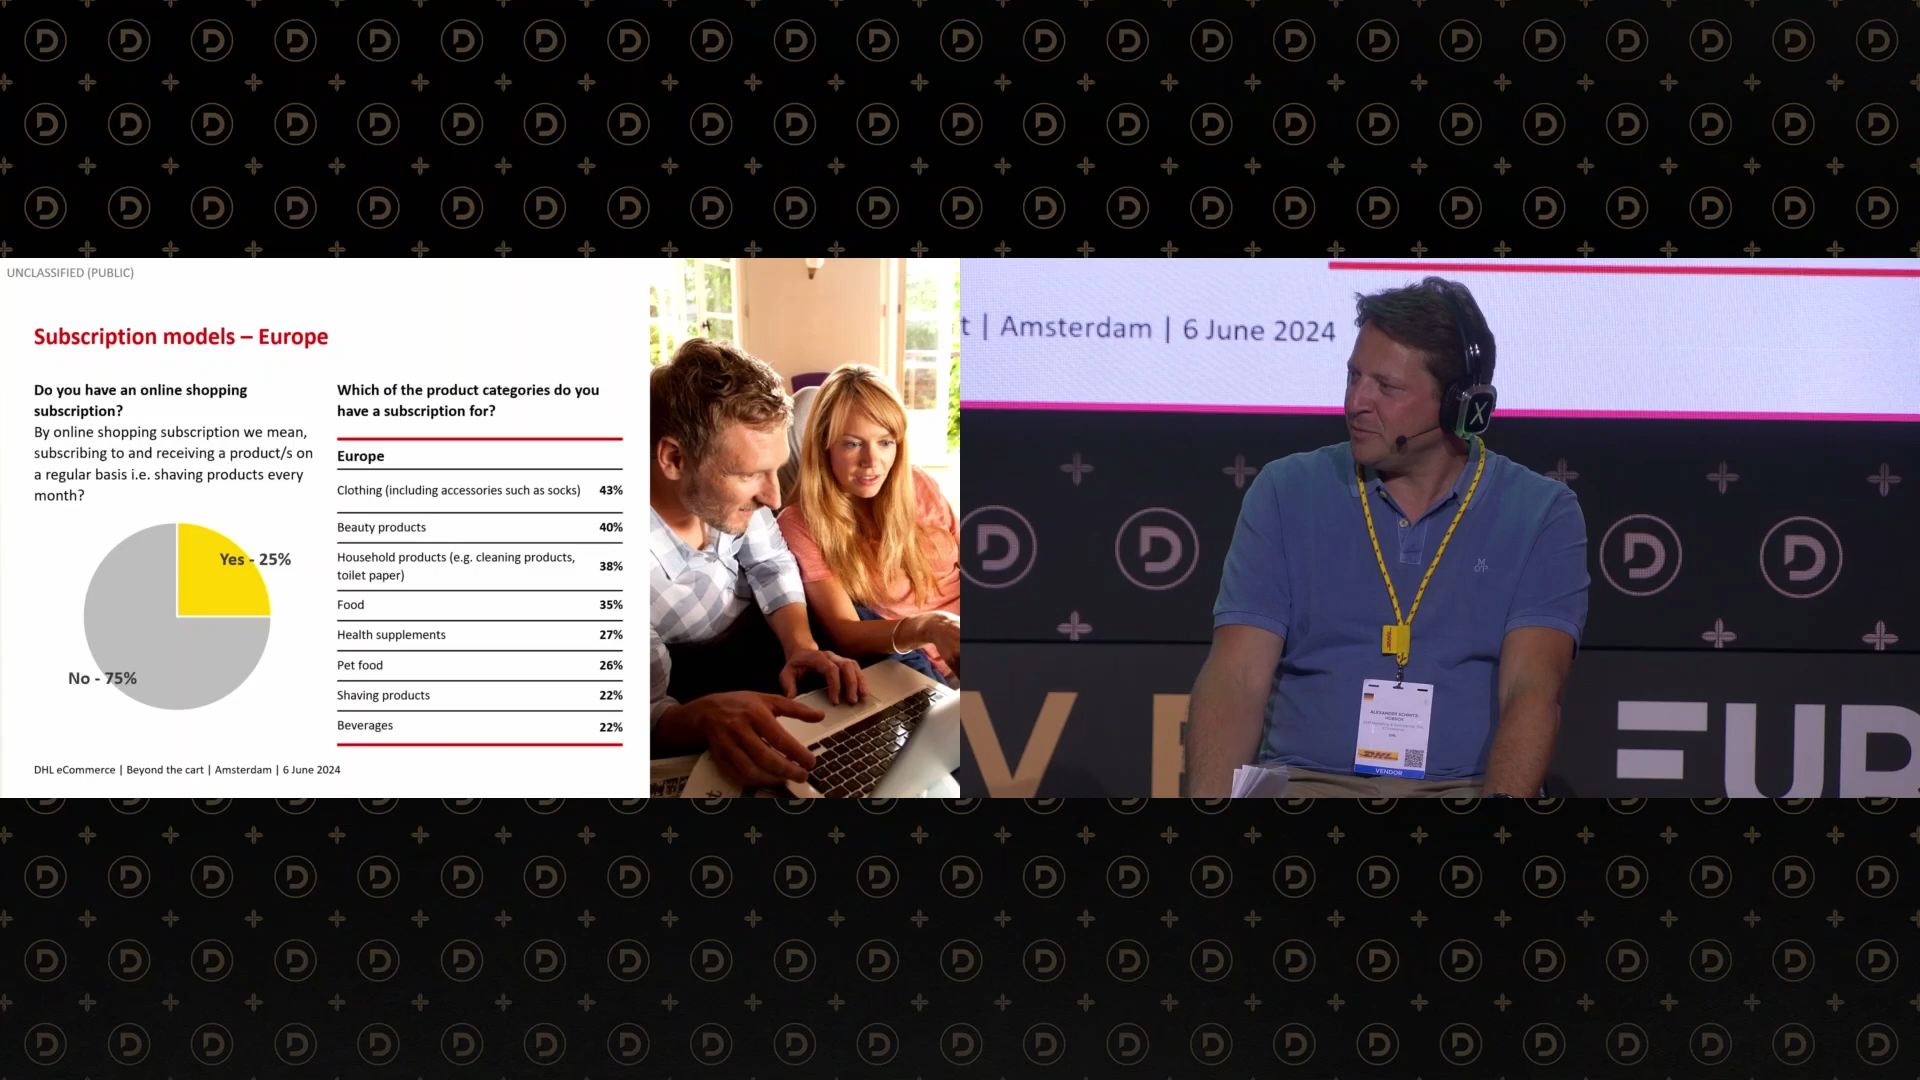 UNCLASSIFIED (PUBLIC)
Subscription models – Europe
Do you have an online shopping
subscription?
By online shopping subscription we mean,
subscribing to and receiving a product/s on
a regular basis i.e. shaving products every
month?
Yes - 25%
No - 75%
Which of the product categories do you
have a subscription for?
Europe
Clothing (including accessories such as socks) 43%
Beauty products 40%
Household products (e.g. cleaning products,
toilet paper) 38%
Food 35%
Health supplements 27%
Pet food 26%
Shaving products 22%
Beverages 22%
DHL eCommerce | Beyond the cart | Amsterdam | 6 June 2024
t | Amsterdam | 6 June 2024
X
ALEXANDER SCHMITZ-
DHL
VENDOR
V
EUR